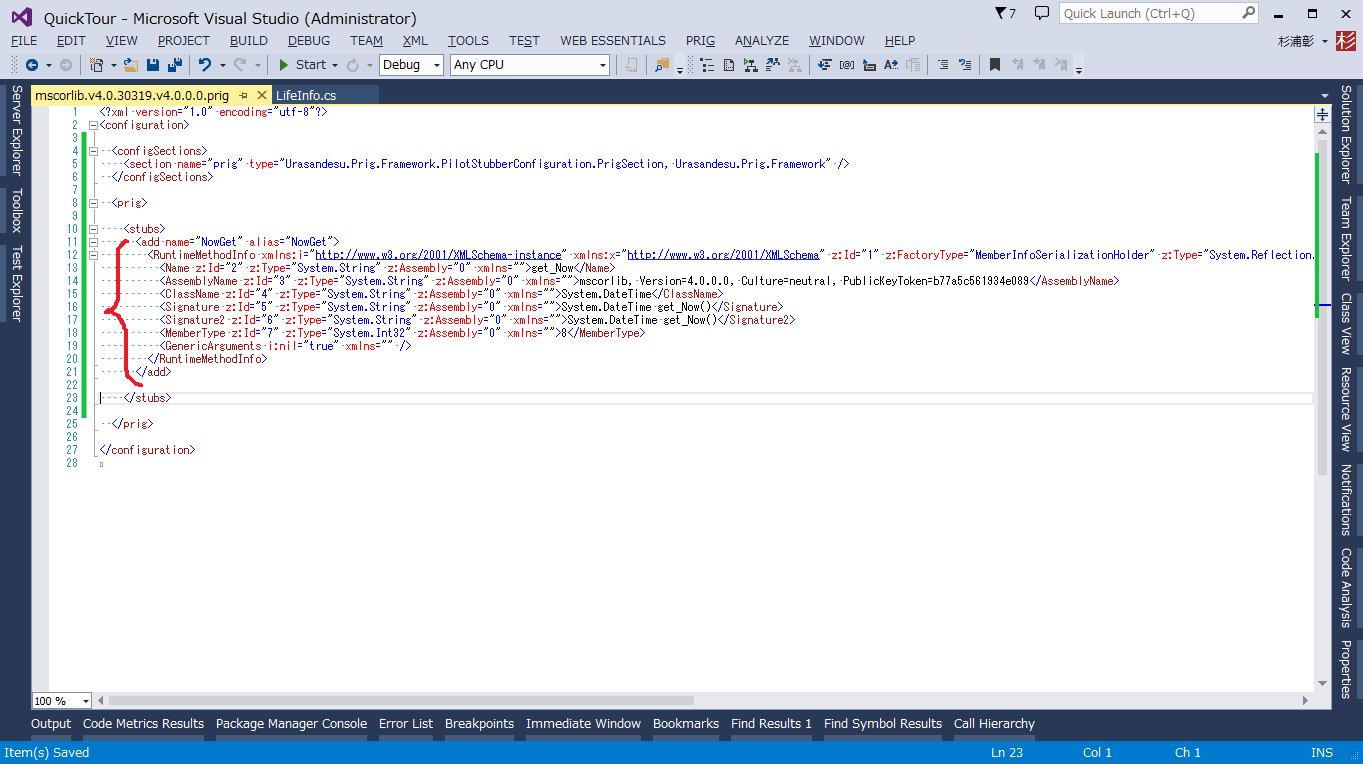 QuickTour - Microsoft Visual Studio (Administrator)
7
Quick Launch (Ctrl+Q)
FILE EDIT VIEW PROJECT BUILD DEBUG TEAM XML TOOLS TEST WEB ESSENTIALS PRIG ANALYZE WINDOW HELP
杉浦彰 杉
Start Debug Any CPU
mscorlib.v4.0.30319.v4.0.0.0.prig LifeInfo.cs
Server Explorer
Toolbox
Test Explorer
1 <?xml version="1.0" encoding="utf-8"?>
2 <configuration>
3
4 <configSections>
5 <section name="prig" type="Urasandesu.Prig.Framework.PilotStubberConfiguration.PrigSection, Urasandesu.Prig.Framework" />
6 </configSections>
7
8 <prig>
9
10 <stubs>
11 <add name="NowGet" alias="NowGet">
12 <RuntimeMethodInfo xmlns:i="http://www.w3.org/2001/XMLSchema-instance" xmlns:x="http://www.w3.org/2001/XMLSchema" z:Id="1" z:FactoryType="MemberInfoSerializationHolder" z:Type="System.Reflection.
13 <Name z:Id="2" z:Type="System.String" z:Assembly="0" xmlns="">get_Now</Name>
14 <AssemblyName z:Id="3" z:Type="System.String" z:Assembly="0" xmlns="">mscorlib, Version=4.0.0.0, Culture=neutral, PublicKeyToken=b77a5c561934e089</AssemblyName>
15 <ClassName z:Id="4" z:Type="System.String" z:Assembly="0" xmlns="">System.DateTime</ClassName>
16 <Signature z:Id="5" z:Type="System.String" z:Assembly="0" xmlns="">System.DateTime get_Now()</Signature>
17 <Signature2 z:Id="6" z:Type="System.String" z:Assembly="0" xmlns="">System.DateTime get_Now()</Signature2>
18 <MemberType z:Id="7" z:Type="System.Int32" z:Assembly="0" xmlns="">8</MemberType>
19 <GenericArguments i:nil="true" xmlns="" />
20 </RuntimeMethodInfo>
21 </add>
22
23 </stubs>
24
25 </prig>
26
27 </configuration>
28
Solution Explorer
Team Explorer
Class View
Resource View
Notifications
Code Analysis
Properties
100 %
Output Code Metrics Results Package Manager Console Error List Breakpoints Immediate Window Bookmarks Find Results 1 Find Symbol Results Call Hierarchy
Item(s) Saved Ln 23 Col 1 Ch 1 INS